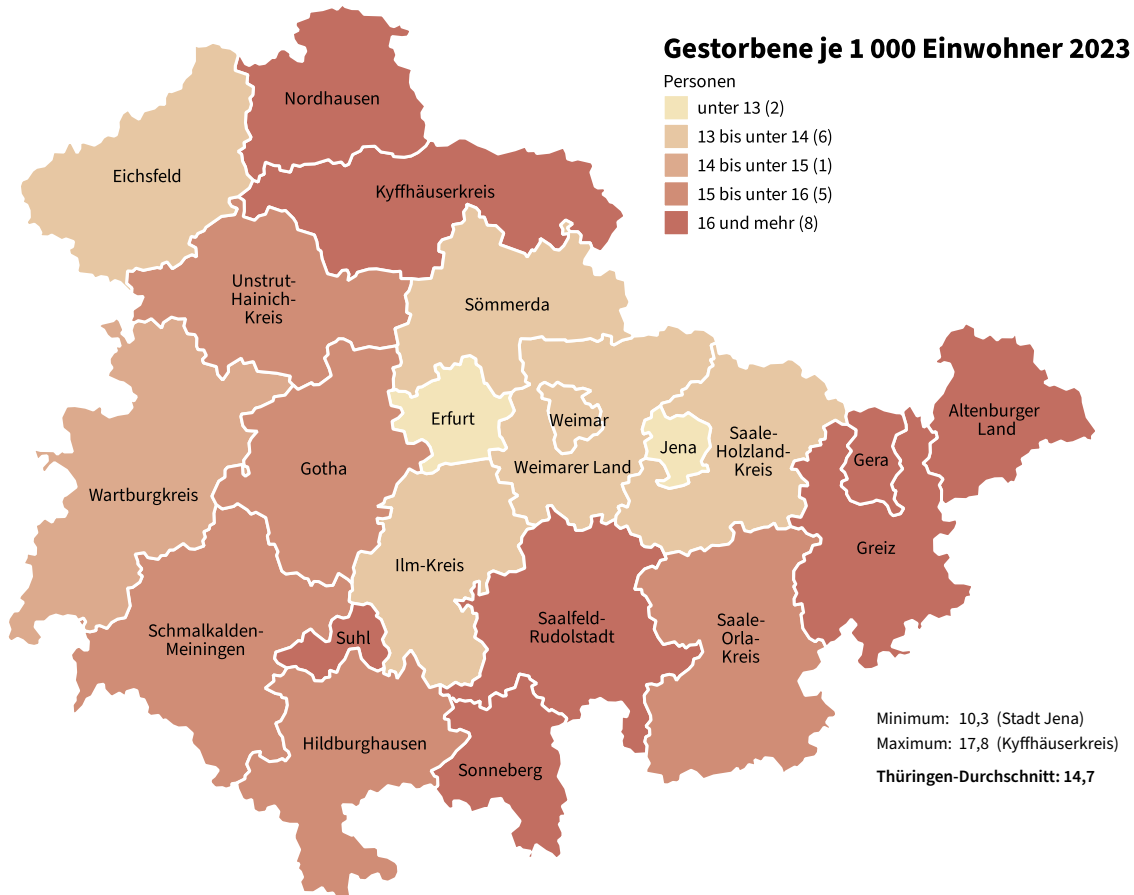 Gestorbene je 1 000 Einwohner 2023
Personen
unter 13 (2)
13 bis unter 14 (6)
14 bis unter 15 (1)
15 bis unter 16 (5)
16 und mehr (8)
Nordhausen
Eichsfeld
Kyffhäuserkreis
Unstrut-
Hainich-
Kreis
Sömmerda
Erfurt
Weimar
Jena
Saale-
Holzland-
Kreis
Altenburger
Land
Gera
Gotha
Weimarer Land
Wartburgkreis
Greiz
Ilm-Kreis
Schmalkalden-
Meiningen
Suhl
Saalfeld-
Rudolstadt
Saale-
Orla-
Kreis
Hildburghausen
Sonneberg
Minimum: 10,3 (Stadt Jena)
Maximum: 17,8 (Kyffhäuserkreis)
Thüringen-Durchschnitt: 14,7